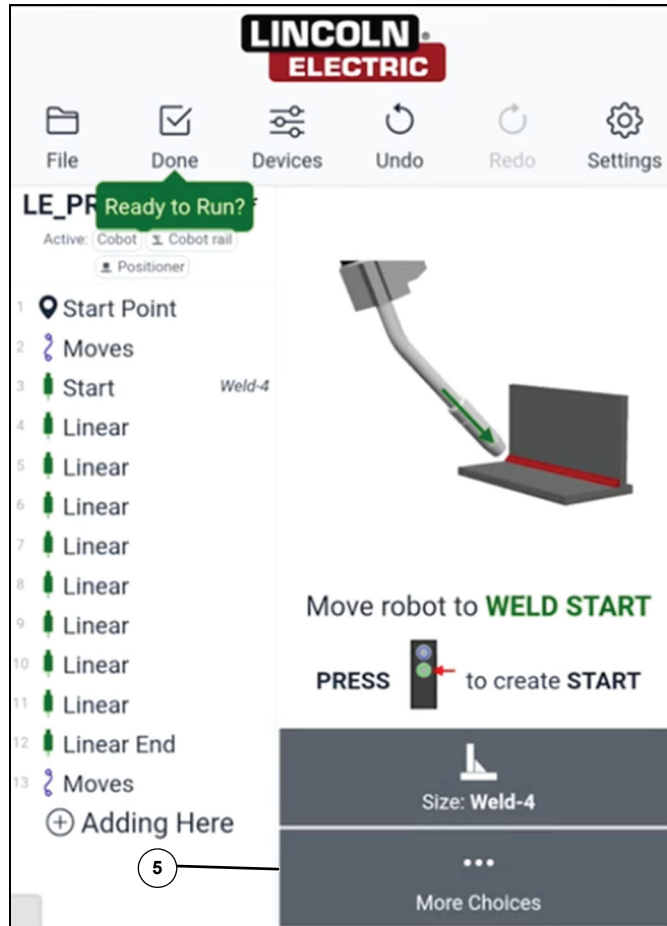 LINCOLN
ELECTRIC
File Done Devices Undo Redo Settings
LE_PR
Ready to Run?
Active: Cobot Cobot rail
Positioner
1 Start Point
2 Moves
3 Start Weld-4
4 Linear
5 Linear
6 Linear
7 Linear
8 Linear
9 Linear
10 Linear
11 Linear
12 Linear End
13 Moves
Adding Here
Move robot to WELD START
PRESS to create START
Size: Weld-4
5
More Choices